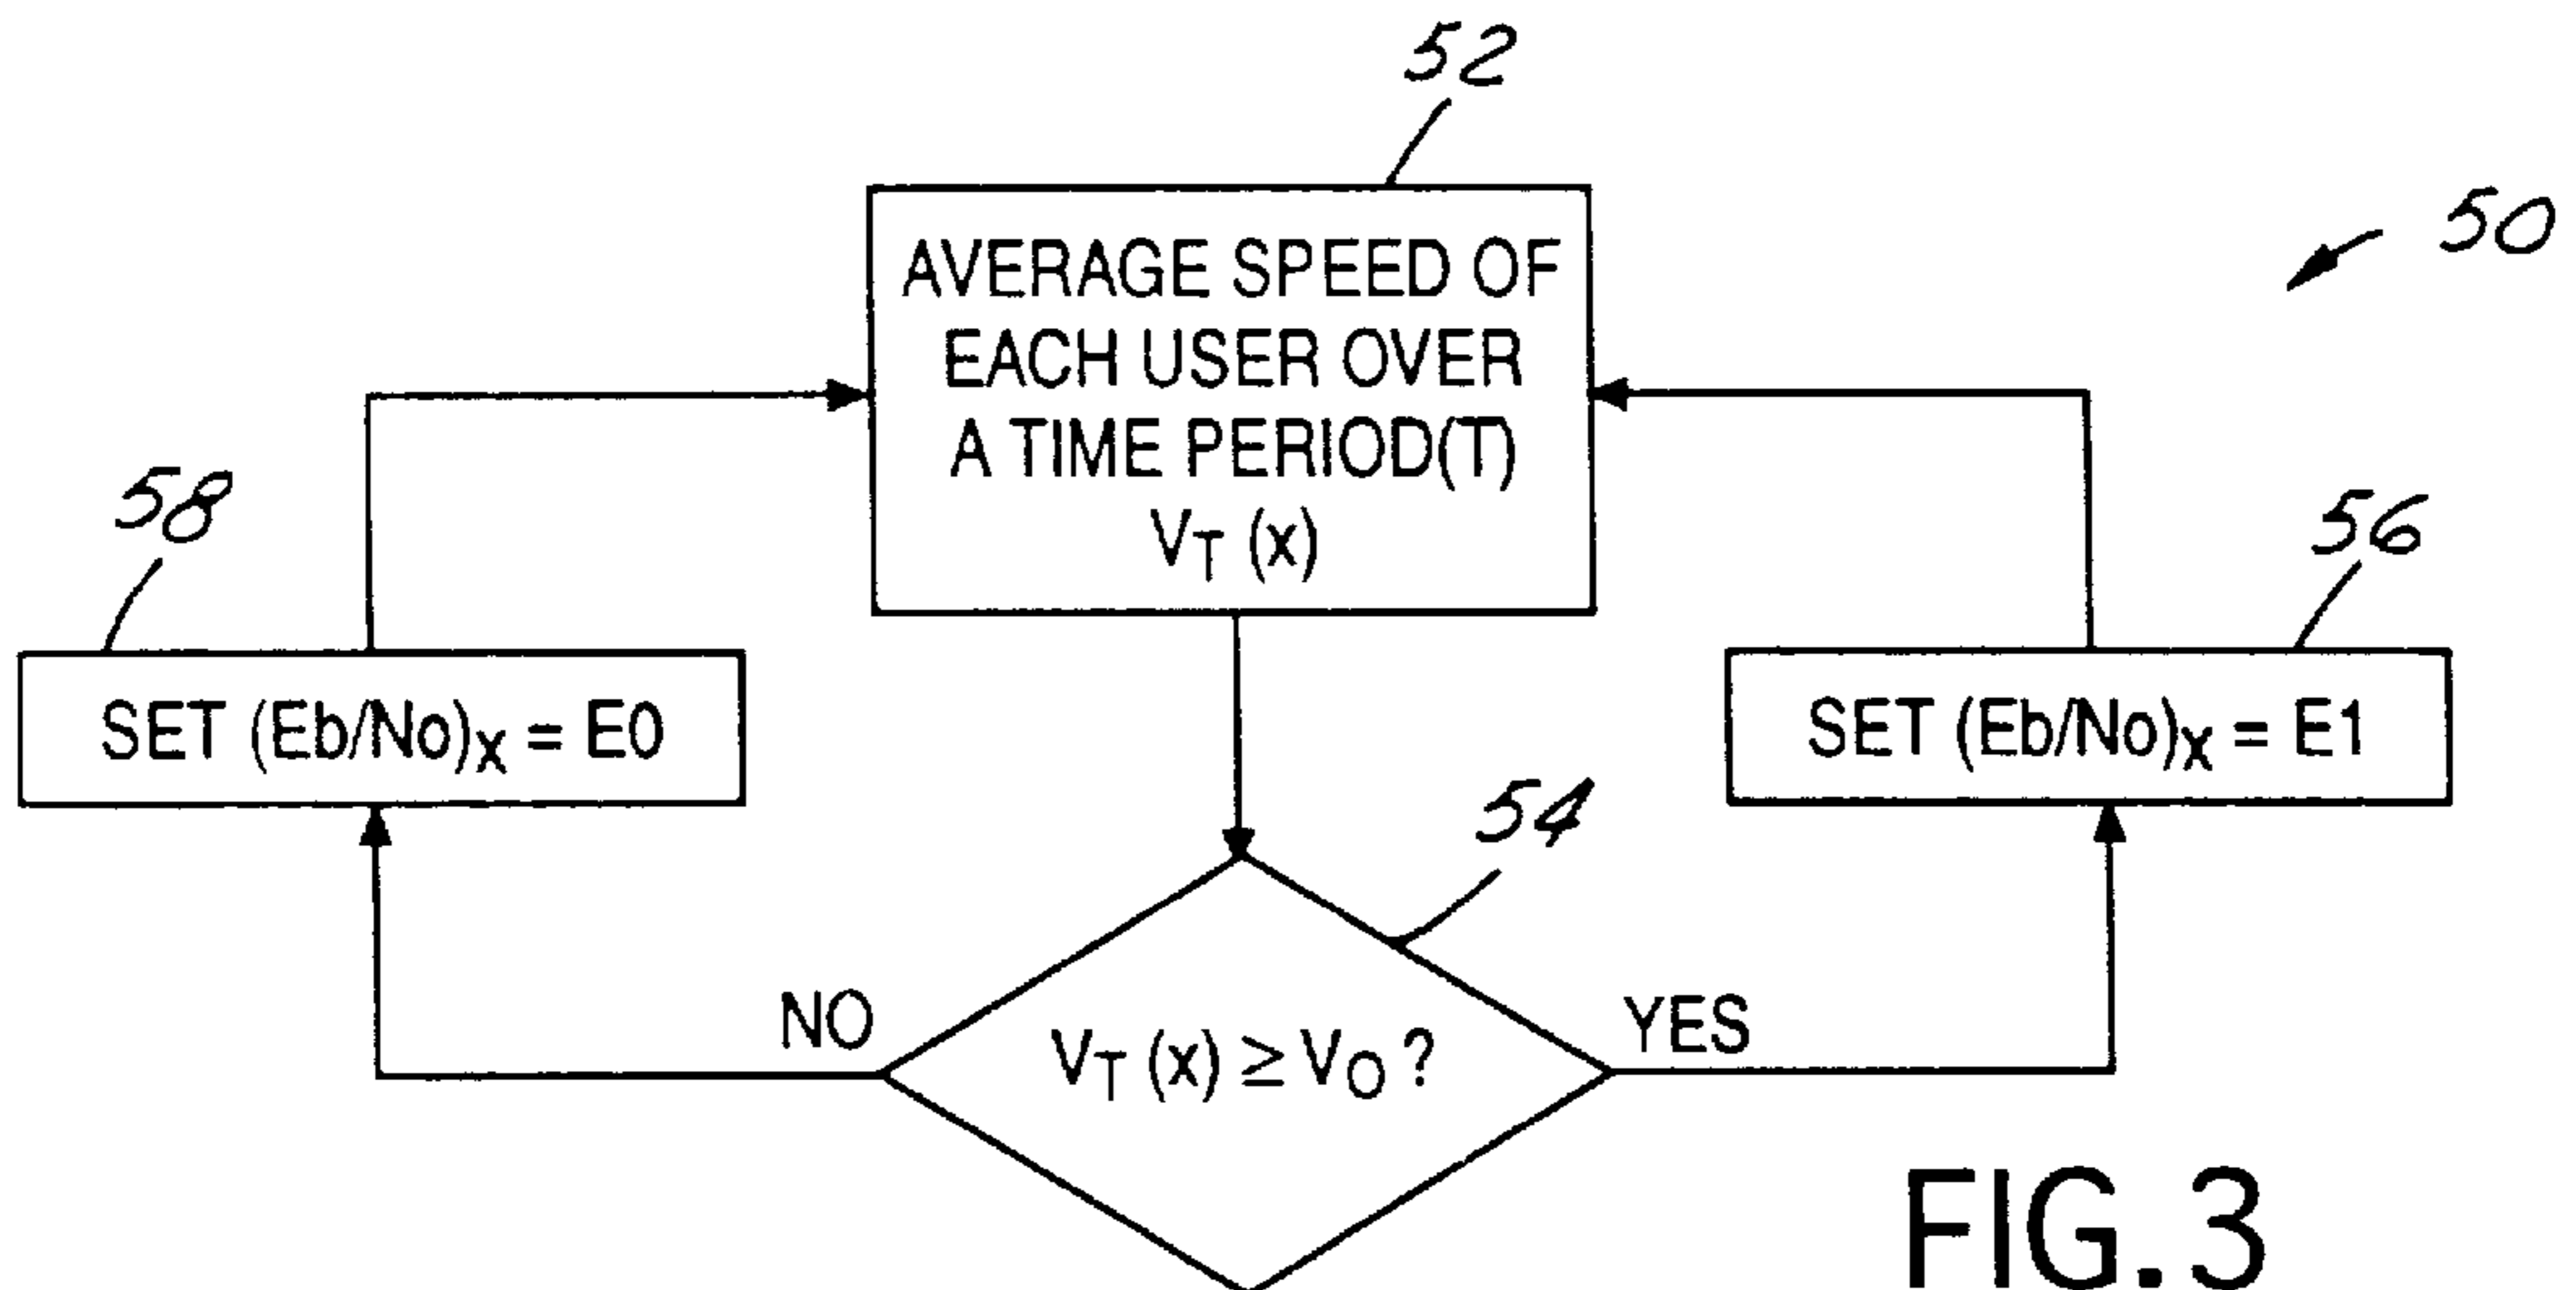 52
50
AVERAGE SPEED OF
EACH USER OVER
A TIME PERIOD(T)
VT (x)
58
56
SET (Eb/No)x = E0
SET (Eb/No)x = E1
54
NO
VT (x) ≥ VO ?
YES
FIG. 3